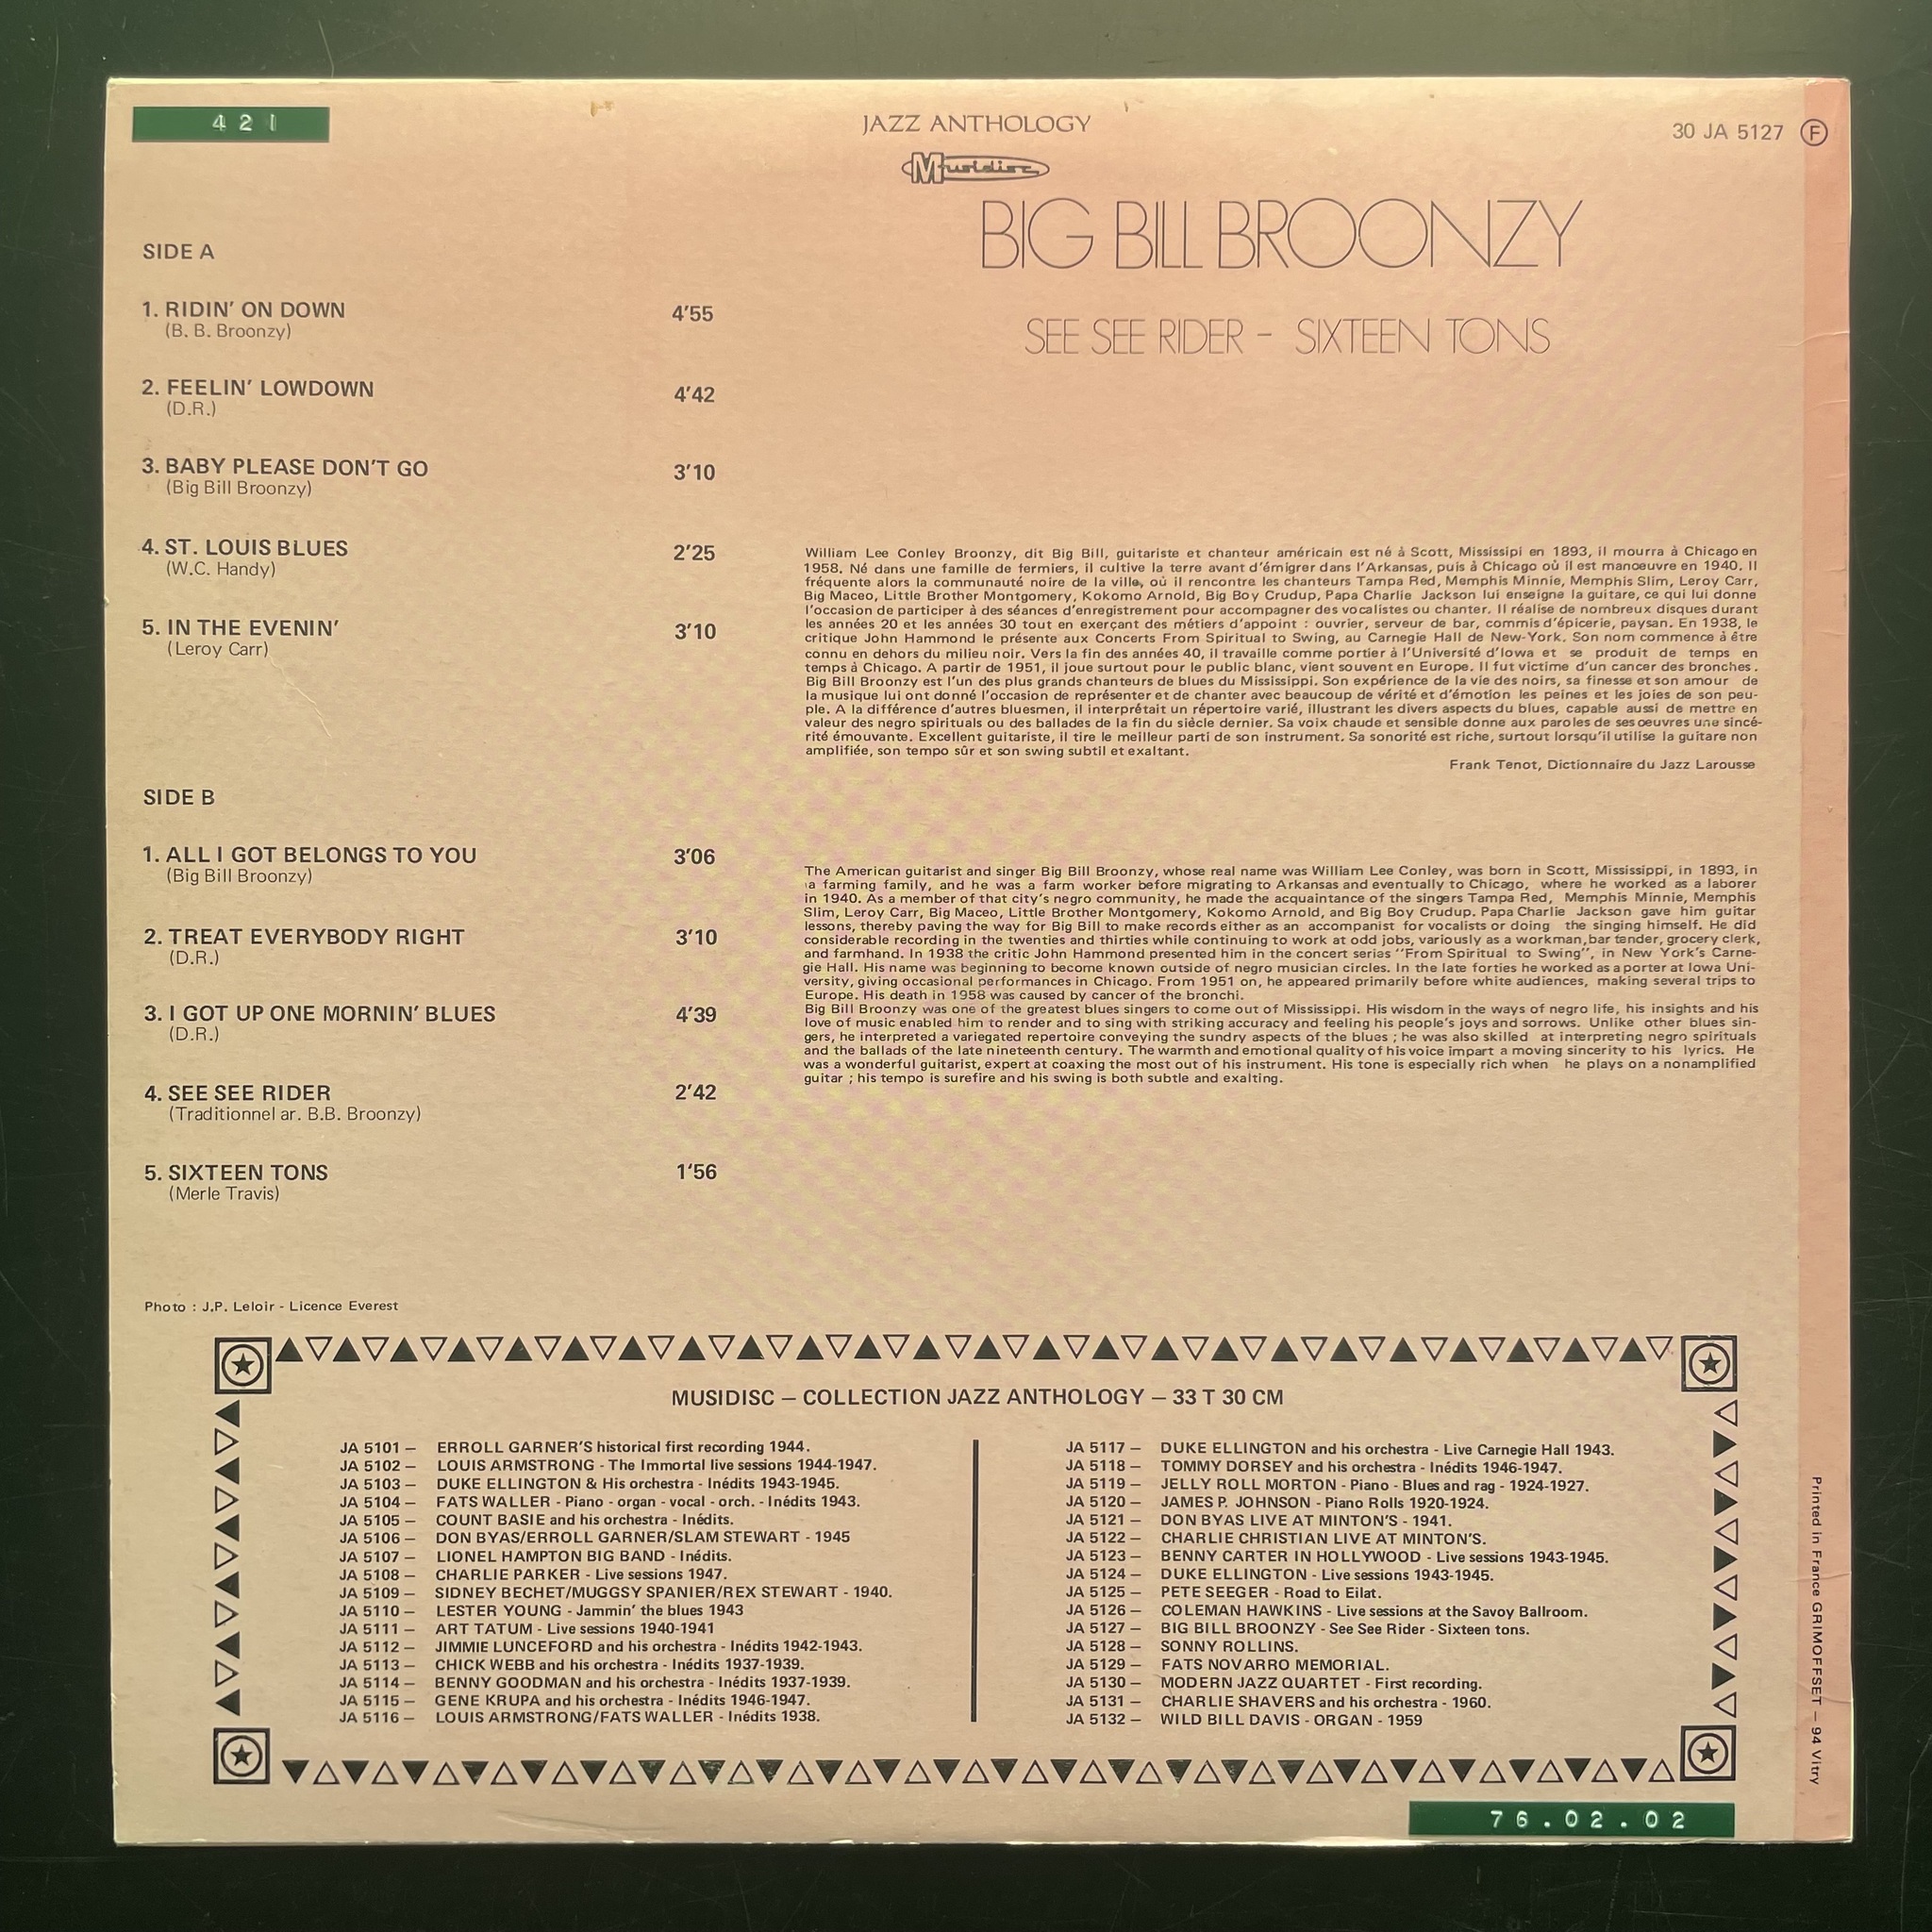 421
JAZZ ANTHOLOGY
30 JA 5127 F
Musidisc
BIG BILL BROONZY
SEE SEE RIDER - SIXTEEN TONS
SIDE A
1. RIDIN' ON DOWN 4'55
(B. B. Broonzy)
2. FEELIN' LOWDOWN 4'42
(D.R.)
3. BABY PLEASE DON'T GO 3'10
(Big Bill Broonzy)
4. ST. LOUIS BLUES 2'25
(W.C. Handy)
5. IN THE EVENIN' 3'10
(Leroy Carr)
SIDE B
1. ALL I GOT BELONGS TO YOU 3'06
(Big Bill Broonzy)
2. TREAT EVERYBODY RIGHT 3'10
(D.R.)
3. I GOT UP ONE MORNIN' BLUES 4'39
(D.R.)
4. SEE SEE RIDER 2'42
(Traditionnel ar. B.B. Broonzy)
5. SIXTEEN TONS 1'56
(Merle Travis)
William Lee Conley Broonzy, dit Big Bill, guitariste et chanteur américain est né à Scott, Mississipi en 1893, il mourra à Chicago en
1958. Né dans une famille de fermiers, il cultive la terre avant d'émigrer dans l'Arkansas, puis à Chicago où il est manœuvre en 1940. Il
fréquente alors la communauté noire de la ville, où il rencontre les chanteurs Tampa Red, Memphis Minnie, Memphis Slim, Leroy Carr,
Big Maceo, Little Brother Montgomery, Kokomo Arnold, Big Boy Crudup, Papa Charlie Jackson lui enseigne la guitare, ce qui lui donne
l'occasion de participer à des séances d'enregistrement pour accompagner des vocalistes ou chanter. Il réalise de nombreux disques durant
les années 20 et les années 30 tout en exerçant des métiers d'appoint : ouvrier, serveur de bar, commis d'épicerie, paysan. En 1938, le
critique John Hammond le présente aux Concerts From Spiritual to Swing, au Carnegie Hall de New-York. Son nom commence à être
connu en dehors du milieu noir. Vers la fin des années 40, il travaille comme portier à l'Université d'Iowa et se produit de temps en
temps à Chicago. A partir de 1951, il joue surtout pour le public blanc, vient souvent en Europe. Il fut victime d'un cancer des bronches.
Big Bill Broonzy est l'un des plus grands chanteurs de blues du Mississippi. Son expérience de la vie des noirs, sa finesse et son amour de
la musique lui ont donné l'occasion de représenter et de chanter avec beaucoup de vérité et d'émotion les peines et les joies de son peu-
ple. A la différence d'autres bluesmen, il interprétait un répertoire varié, illustrant les divers aspects du blues, capable aussi de mettre en
valeur des negro spirituals ou des ballades de la fin du siècle dernier. Sa voix chaude et sensible donne aux paroles de ses oeuvres une sincé-
rité émouvante. Excellent guitariste, il tire le meilleur parti de son instrument. Sa sonorité est riche, surtout lorsqu'il utilise la guitare non
amplifiée, son tempo sûr et son swing subtil et exaltant.
Frank Tenot, Dictionnaire du Jazz Larousse
The American guitarist and singer Big Bill Broonzy, whose real name was William Lee Conley, was born in Scott, Mississippi, in 1893, in
a farming family, and he was a farm worker before migrating to Arkansas and eventually to Chicago, where he worked as a laborer
in 1940. As a member of that city's negro community, he made the acquaintance of the singers Tampa Red, Memphis Minnie, Memphis
Slim, Leroy Carr, Big Maceo, Little Brother Montgomery, Kokomo Arnold, and Big Boy Crudup. Papa Charlie Jackson gave him guitar
lessons, thereby paving the way for Big Bill to make records either as an accompanist for vocalists or doing the singing himself. He did
considerable recording in the twenties and thirties while continuing to work at odd jobs, variously as a workman,bar tender, grocery clerk,
and farmhand. In 1938 the critic John Hammond presented him in the concert series "From Spiritual to Swing", in New York's Carne-
gie Hall. His name was beginning to become known outside of negro musician circles. In the late forties he worked as a porter at Iowa Uni-
versity, giving occasional performances in Chicago. From 1951 on, he appeared primarily before white audiences, making several trips to
Europe. His death in 1958 was caused by cancer of the bronchi.
Big Bill Broonzy was one of the greatest blues singers to come out of Mississippi. His wisdom in the ways of negro life, his insights and his
love of music enabled him to render and to sing with striking accuracy and feeling his people's joys and sorrows. Unlike other blues sin-
gers, he interpreted a variegated repertoire conveying the sundry aspects of the blues ; he was also skilled at interpreting negro spirituals
and the ballads of the late nineteenth century. The warmth and emotional quality of his voice impart a moving sincerity to his lyrics. He
was a wonderful guitarist, expert at coaxing the most out of his instrument. His tone is especially rich when he plays on a nonamplified
guitar ; his tempo is surefire and his swing is both subtle and exalting.
Photo : J.P. Leloir - Licence Everest
MUSIDISC — COLLECTION JAZZ ANTHOLOGY — 33 T 30 CM
JA 5101 — ERROLL GARNER'S historical first recording 1944.
JA 5102 — LOUIS ARMSTRONG - The Immortal live sessions 1944-1947.
JA 5103 — DUKE ELLINGTON & His orchestra - Inédits 1943-1945.
JA 5104 — FATS WALLER - Piano - organ - vocal - orch. - Inédits 1943.
JA 5105 — COUNT BASIE and his orchestra - Inédits.
JA 5106 — DON BYAS/ERROLL GARNER/SLAM STEWART - 1945
JA 5107 — LIONEL HAMPTON BIG BAND - Inédits.
JA 5108 — CHARLIE PARKER - Live sessions 1947.
JA 5109 — SIDNEY BECHET/MUGGSY SPANIER/REX STEWART - 1940.
JA 5110 — LESTER YOUNG - Jammin' the blues 1943
JA 5111 — ART TATUM - Live sessions 1940-1941
JA 5112 — JIMMIE LUNCEFORD and his orchestra - Inédits 1942-1943.
JA 5113 — CHICK WEBB and his orchestra - Inédits 1937-1939.
JA 5114 — BENNY GOODMAN and his orchestra - Inédits 1937-1939.
JA 5115 — GENE KRUPA and his orchestra - Inédits 1946-1947.
JA 5116 — LOUIS ARMSTRONG/FATS WALLER - Inédits 1938.
JA 5117 — DUKE ELLINGTON and his orchestra - Live Carnegie Hall 1943.
JA 5118 — TOMMY DORSEY and his orchestra - Inédits 1946-1947.
JA 5119 — JELLY ROLL MORTON - Piano - Blues and rag - 1924-1927.
JA 5120 — JAMES P. JOHNSON - Piano Rolls 1920-1924.
JA 5121 — DON BYAS LIVE AT MINTON'S - 1941.
JA 5122 — CHARLIE CHRISTIAN LIVE AT MINTON'S.
JA 5123 — BENNY CARTER IN HOLLYWOOD - Live sessions 1943-1945.
JA 5124 — DUKE ELLINGTON - Live sessions 1943-1945.
JA 5125 — PETE SEEGER - Road to Eilat.
JA 5126 — COLEMAN HAWKINS - Live sessions at the Savoy Ballroom.
JA 5127 — BIG BILL BROONZY - See See Rider - Sixteen tons.
JA 5128 — SONNY ROLLINS.
JA 5129 — FATS NOVARRO MEMORIAL.
JA 5130 — MODERN JAZZ QUARTET - First recording.
JA 5131 — CHARLIE SHAVERS and his orchestra - 1960.
JA 5132 — WILD BILL DAVIS - ORGAN - 1959
Printed in France GRIMOFFSET — 94 Vitry
76.02.02